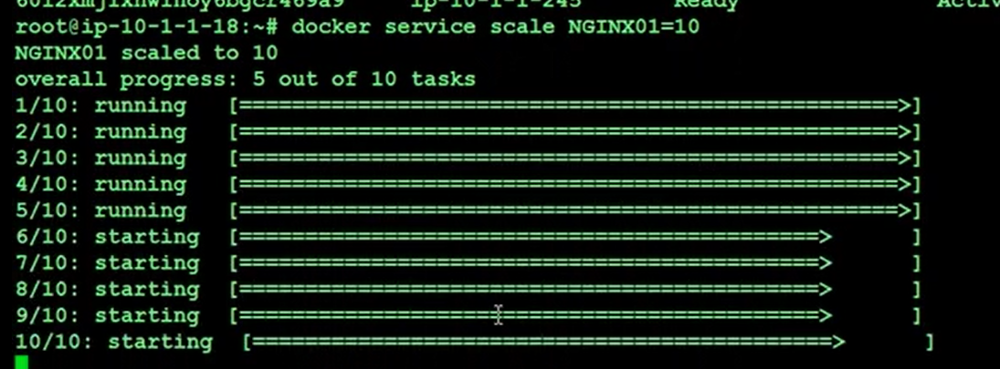 ip-10-1-1-245 Ready
root@ip-10-1-1-18:~# docker service scale NGINX01=10
NGINX01 scaled to 10
overall progress: 5 out of 10 tasks
1/10: running [==================================================>]
2/10: running [==================================================>]
3/10: running [==================================================>]
4/10: running [==================================================>]
5/10: running [==================================================>]
6/10: starting [============================================>      ]
7/10: starting [============================================>      ]
8/10: starting [============================================>      ]
9/10: starting [============================================>      ]
10/10: starting [============================================>      ]